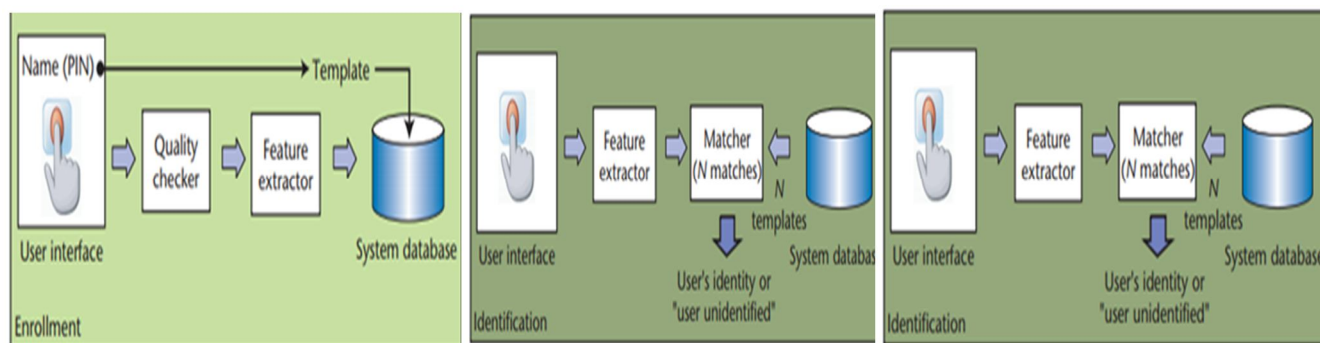 Name (PIN)
Template
Quality
checker
Feature
extractor
User interface
System database
Enrollment
Feature
extractor
Matcher
(N matches)
N
templates
User interface
System database
User's identity or
"user unidentified"
Identification
Feature
extractor
Matcher
(N matches)
N
templates
User interface
System database
User's identity or
"user unidentified"
Identification